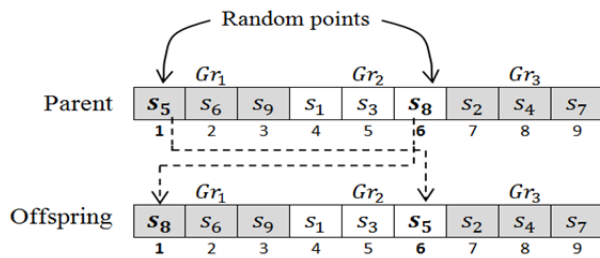 Random points
Gr₁ Gr₂ Gr₃
Parent s₅ s₆ s₉ s₁ s₃ s₈ s₂ s₄ s₇
1 2 3 4 5 6 7 8 9
Gr₁ Gr₂ Gr₃
Offspring s₈ s₆ s₉ s₁ s₃ s₅ s₂ s₄ s₇
1 2 3 4 5 6 7 8 9